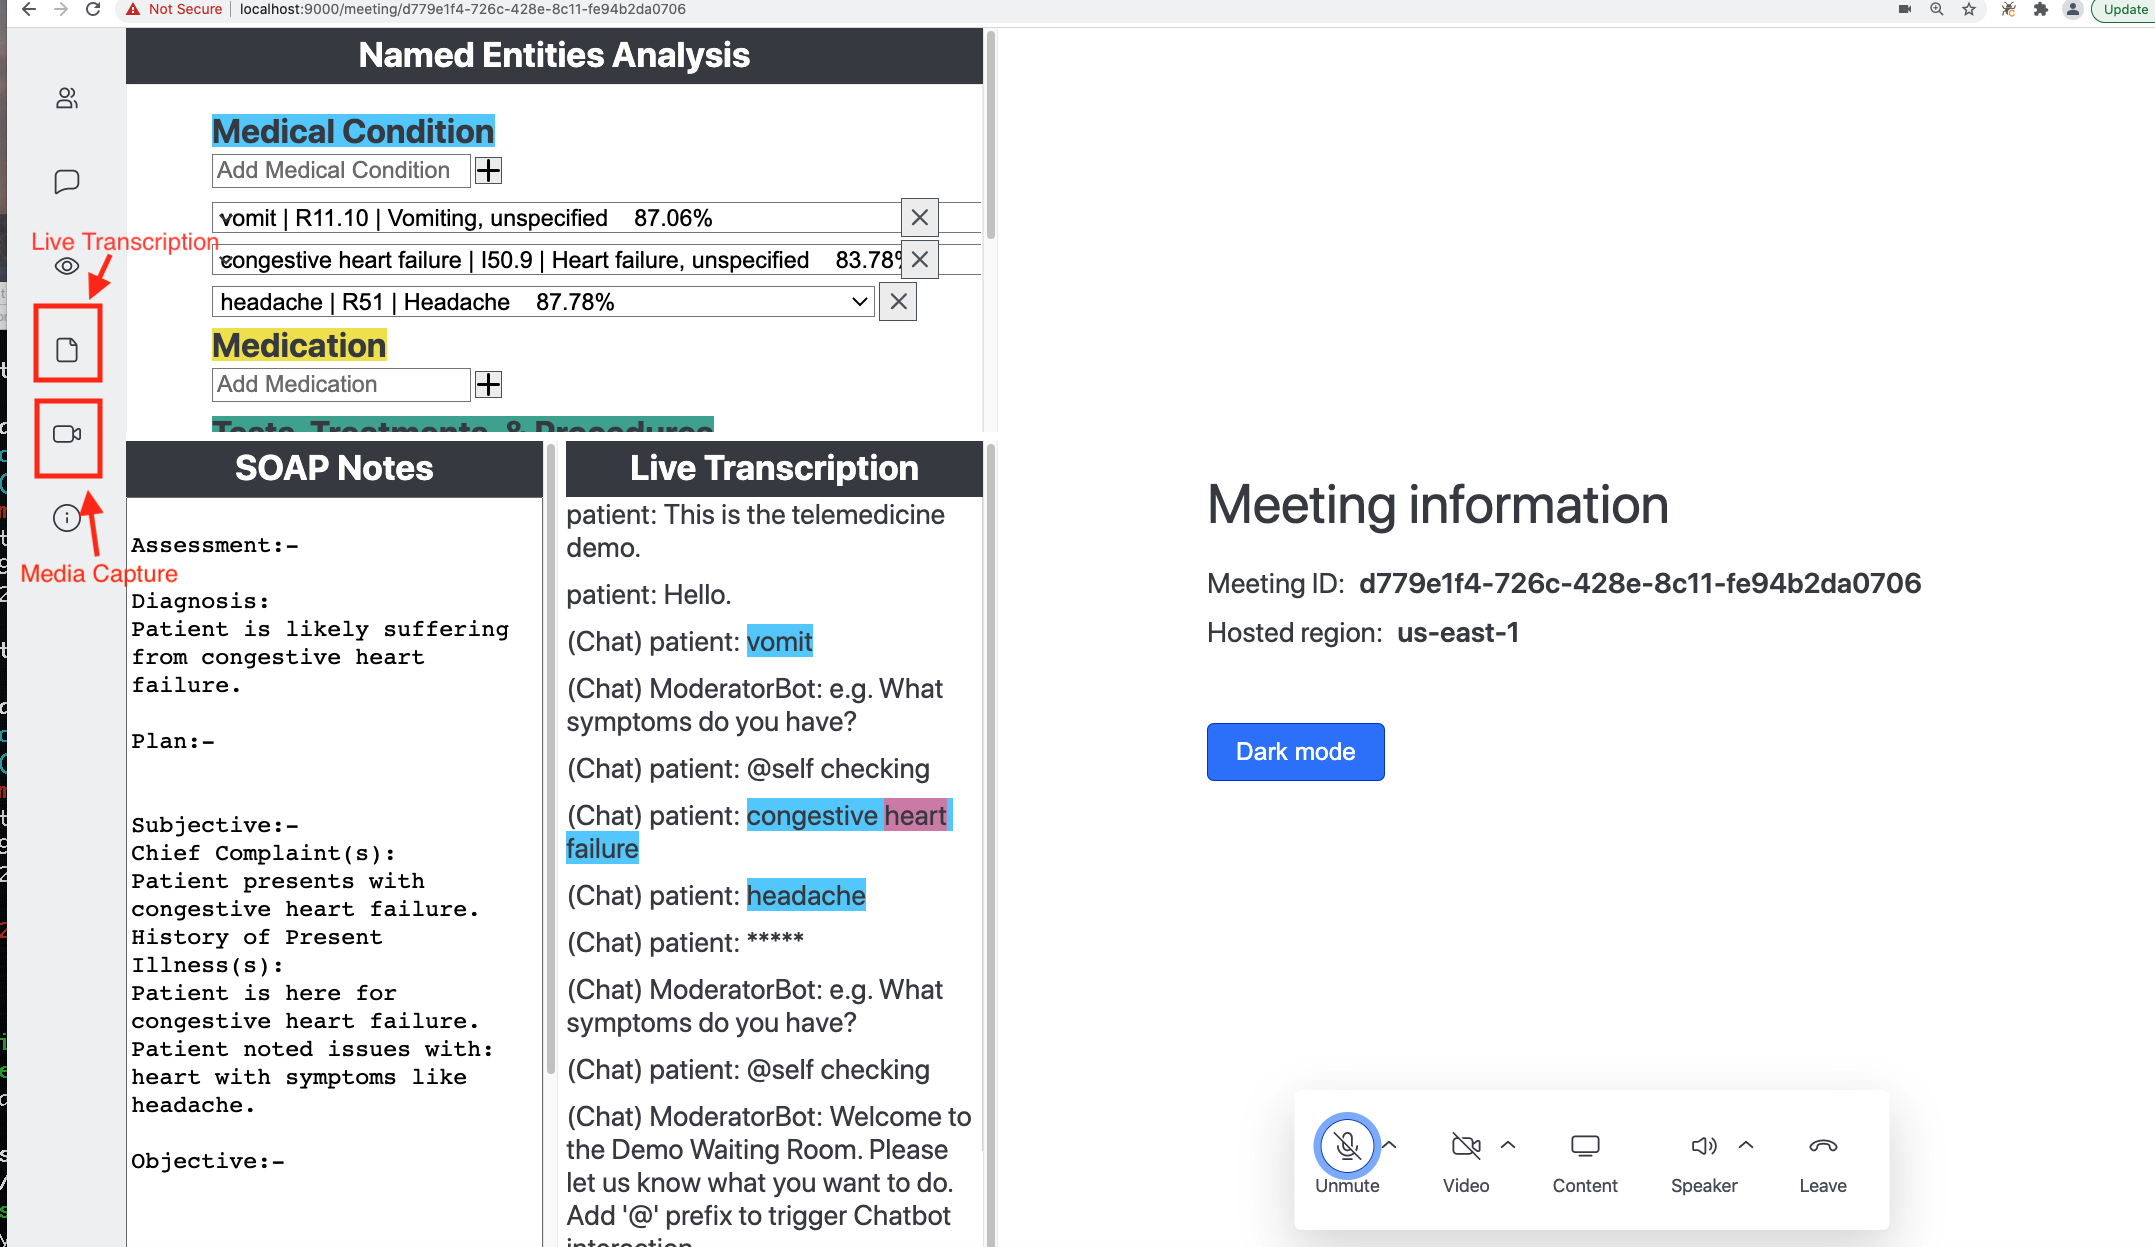 Not Secure | localhost:9000/meeting/d779e1f4-726c-428e-8c11-fe94b2da0706
Update
Named Entities Analysis
Medical Condition
Add Medical Condition
vomit | R11.10 | Vomiting, unspecified 87.06%
congestive heart failure | I50.9 | Heart failure, unspecified 83.78%
headache | R51 | Headache 87.78%
Medication
Add Medication
Tests, Treatments, & Procedures
Live Transcription
Media Capture
SOAP Notes
Assessment:-
Diagnosis:
Patient is likely suffering
from congestive heart
failure.
Plan:-
Subjective:-
Chief Complaint(s):
Patient presents with
congestive heart failure.
History of Present
Illness(s):
Patient is here for
congestive heart failure.
Patient noted issues with:
heart with symptoms like
headache.
Objective:-
Live Transcription
patient: This is the telemedicine
demo.
patient: Hello.
(Chat) patient: vomit
(Chat) ModeratorBot: e.g. What
symptoms do you have?
(Chat) patient: @self checking
(Chat) patient: congestive heart
failure
(Chat) patient: headache
(Chat) patient: *****
(Chat) ModeratorBot: e.g. What
symptoms do you have?
(Chat) patient: @self checking
(Chat) ModeratorBot: Welcome to
the Demo Waiting Room. Please
let us know what you want to do.
Add '@' prefix to trigger Chatbot
interaction
Meeting information
Meeting ID: d779e1f4-726c-428e-8c11-fe94b2da0706
Hosted region: us-east-1
Dark mode
Unmute
Video
Content
Speaker
Leave